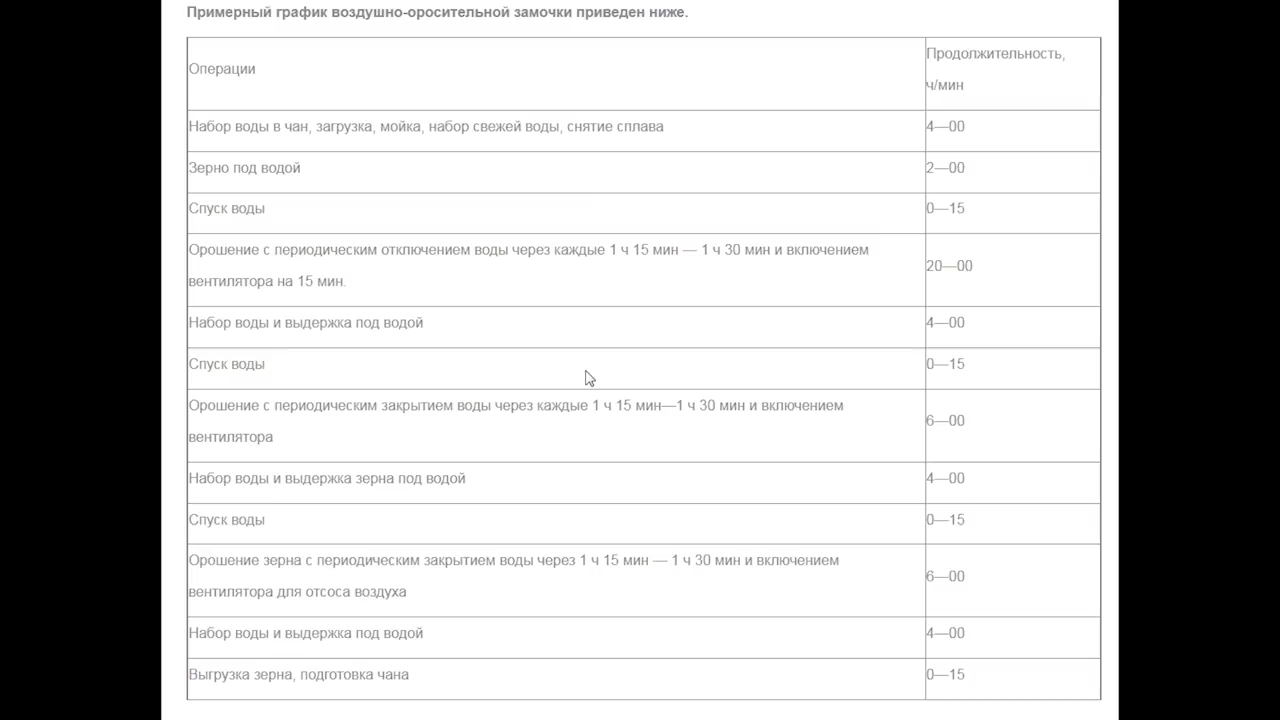 Примерный график воздушно-оросительной замочки приведен ниже.
Операции
Продолжительность,
ч/мин
Набор воды в чан, загрузка, мойка, набор свежей воды, снятие сплава
4—00
Зерно под водой
2—00
Спуск воды
0—15
Орошение с периодическим отключением воды через каждые 1 ч 15 мин — 1 ч 30 мин и включением
вентилятора на 15 мин.
20—00
Набор воды и выдержка под водой
4—00
Спуск воды
0—15
Орошение с периодическим закрытием воды через каждые 1 ч 15 мин—1 ч 30 мин и включением
вентилятора
6—00
Набор воды и выдержка зерна под водой
4—00
Спуск воды
0—15
Орошение зерна с периодическим закрытием воды через 1 ч 15 мин — 1 ч 30 мин и включением
вентилятора для отсоса воздуха
6—00
Набор воды и выдержка под водой
4—00
Выгрузка зерна, подготовка чана
0—15